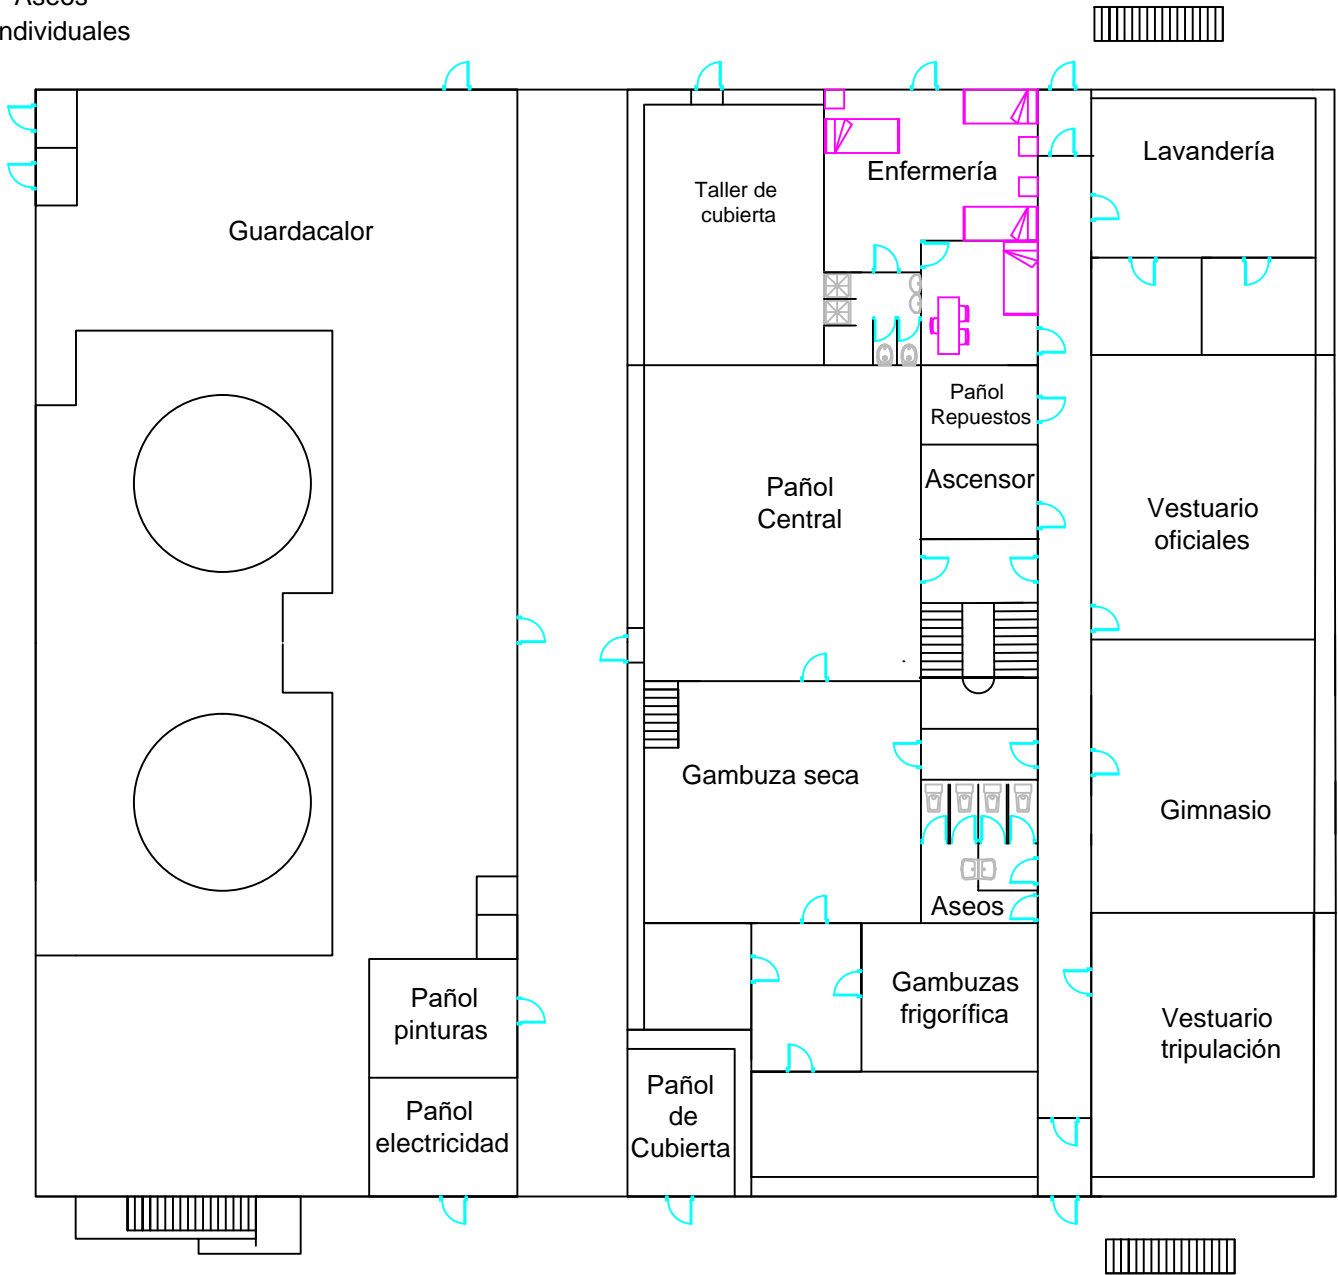 Aseos
individuales
Lavandería
Enfermería
Taller de
cubierta
Guardacalor
Pañol
Repuestos
Ascensor
Pañol
Central
Vestuario
oficiales
Gambuza seca
Gimnasio
Aseos
Gambuzas
frigorífica
Pañol
pinturas
Vestuario
tripulación
Pañol
de
Cubierta
Pañol
electricidad